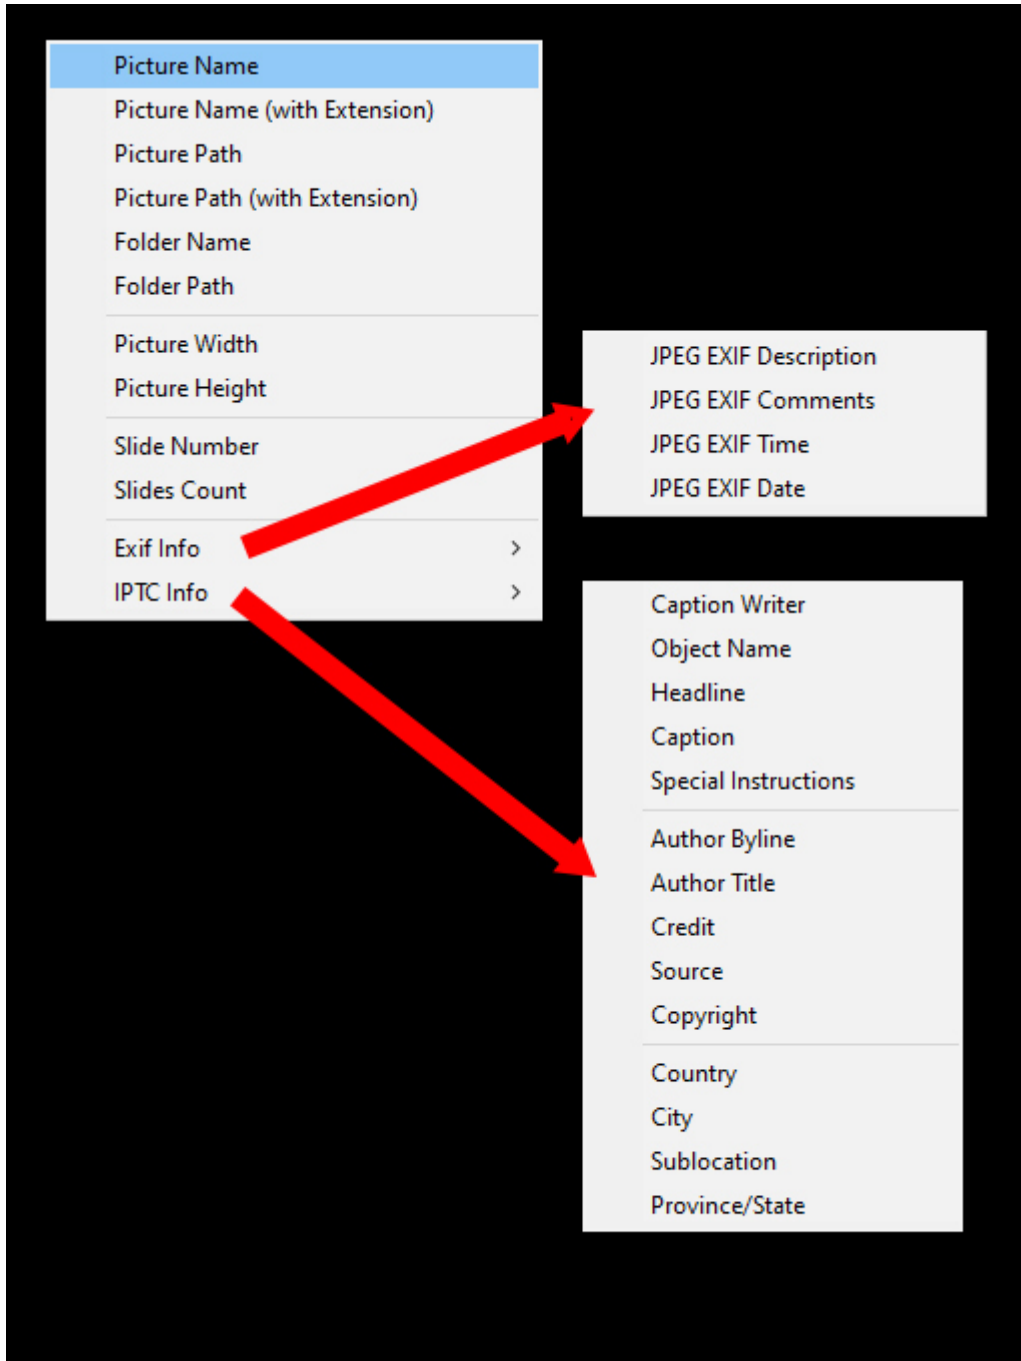 Picture Name
Picture Name (with Extension)
Picture Path
Picture Path (with Extension)
Folder Name
Folder Path
Picture Width
Picture Height
Slide Number
Slides Count
Exif Info
IPTC Info
JPEG EXIF Description
JPEG EXIF Comments
JPEG EXIF Time
JPEG EXIF Date
Caption Writer
Object Name
Headline
Caption
Special Instructions
Author Byline
Author Title
Credit
Source
Copyright
Country
City
Sublocation
Province/State